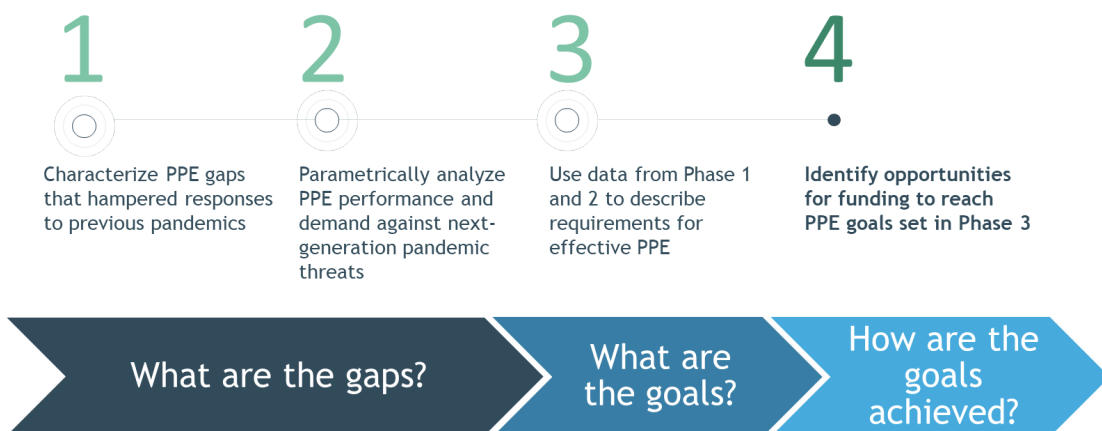 1
2
3
4
Characterize PPE gaps
that hampered responses
to previous pandemics
Parametrically analyze
PPE performance and
demand against next-
generation pandemic
threats
Use data from Phase 1
and 2 to describe
requirements for
effective PPE
Identify opportunities
for funding to reach
PPE goals set in Phase 3
What are the gaps?
What are
the goals?
How are the
goals
achieved?